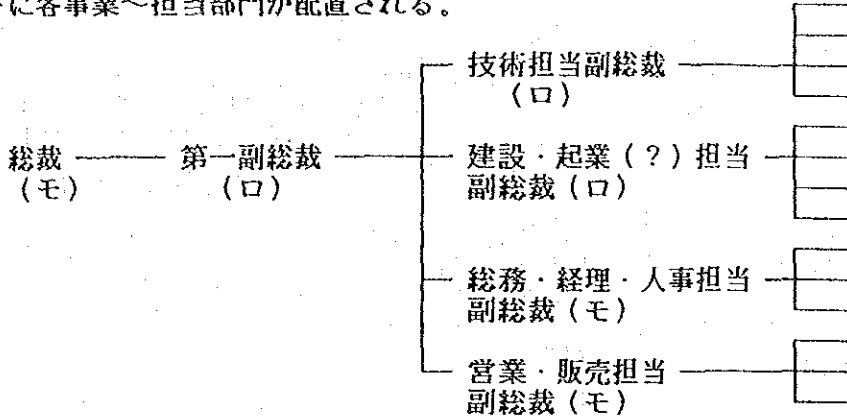 に各事業～担当部門が配置される。
技術担当副総裁
(ロ)
総裁
(モ)
第一副総裁
(ロ)
建設・起業(?)担当
副総裁(ロ)
総務・経理・人事担当
副総裁(モ)
営業・販売担当
副総裁(モ)